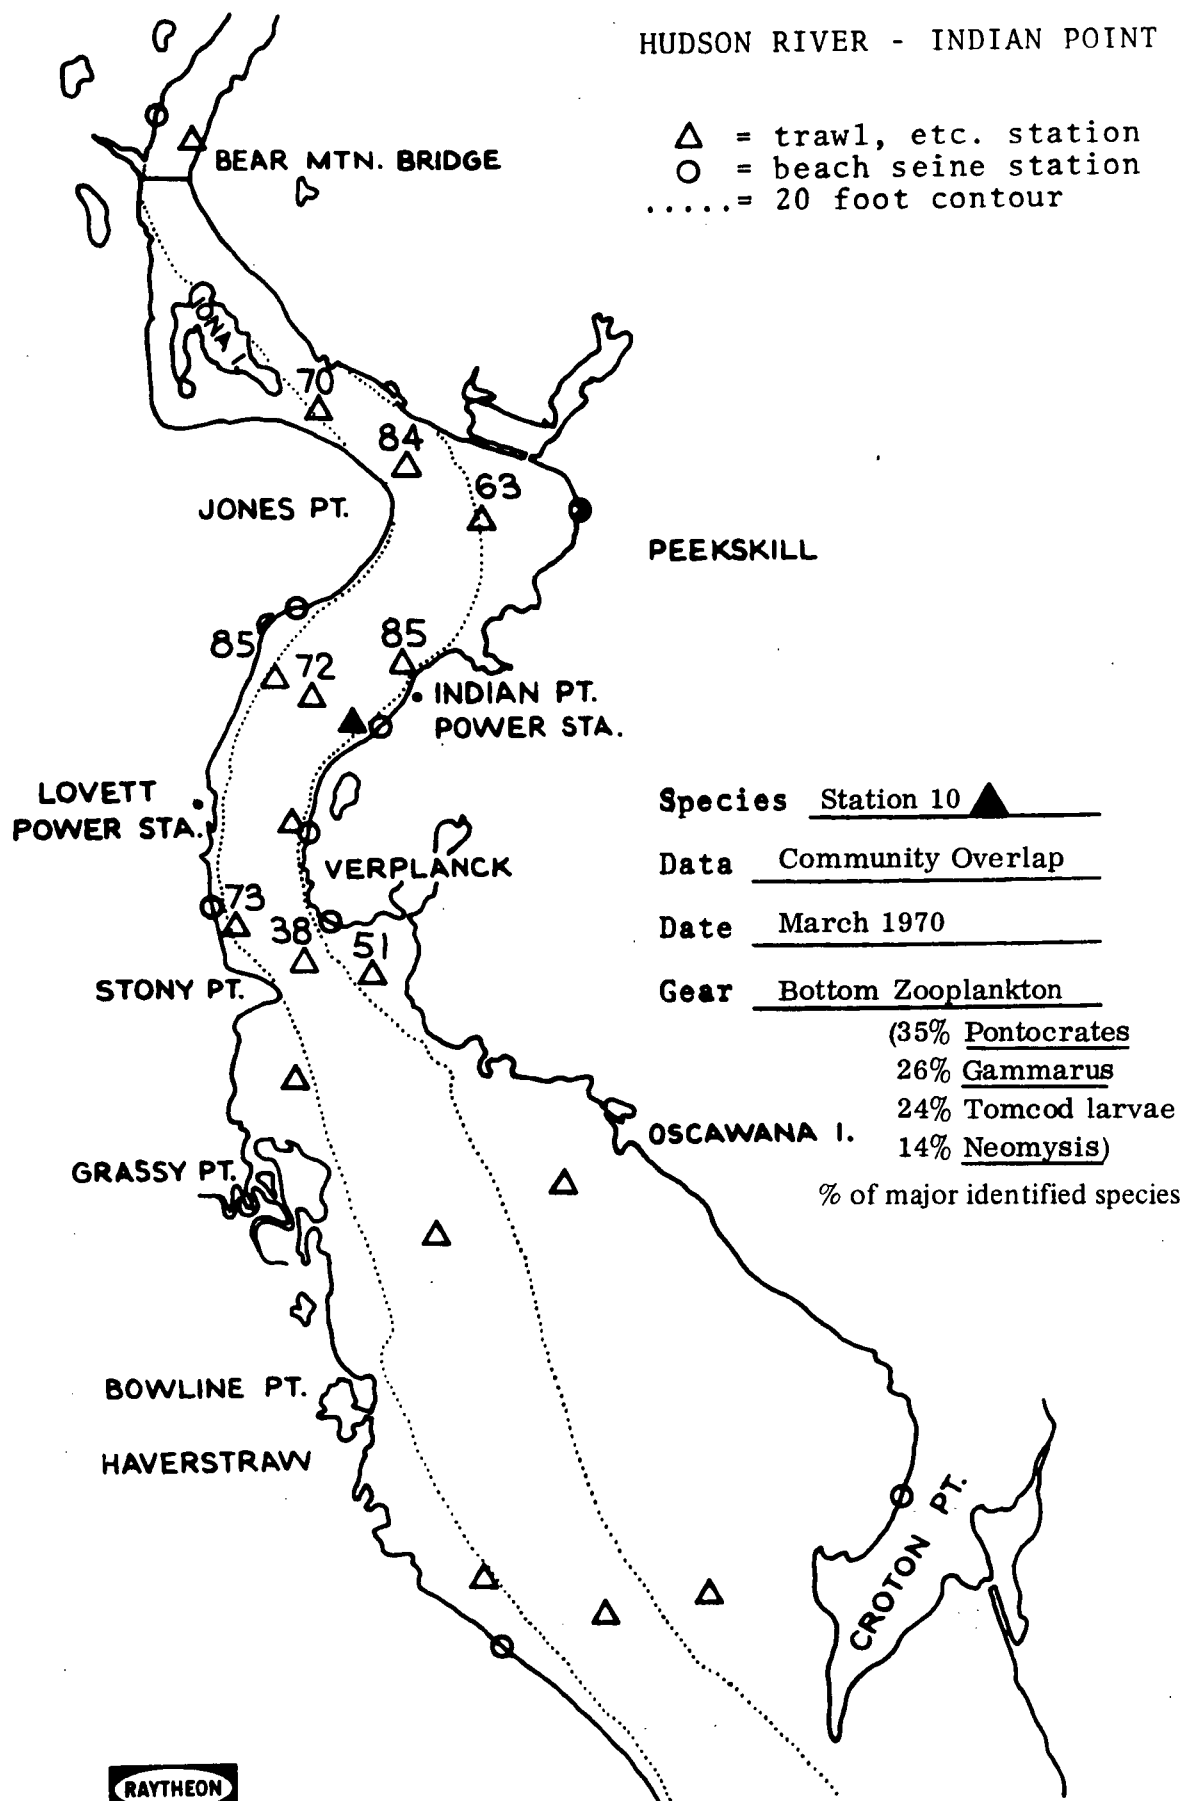 HUDSON RIVER - INDIAN POINT
△ = trawl, etc. station
○ = beach seine station
.....= 20 foot contour
BEAR MTN. BRIDGE
IONA I.
70
84
63
JONES PT.
PEEKSKILL
85
85
72
INDIAN PT.
POWER STA.
LOVETT
POWER STA.
Species Station 10 ▲
VERPLANCK
Data Community Overlap
73
38
51
Date March 1970
STONY PT.
Gear Bottom Zooplankton
(35% Pontocrates
26% Gammarus
24% Tomcod larvae
OSCAWANA I.
14% Neomysis)
GRASSY PT.
% of major identified species
BOWLINE PT.
HAVERSTRAW
CROTON PT.
RAYTHEON